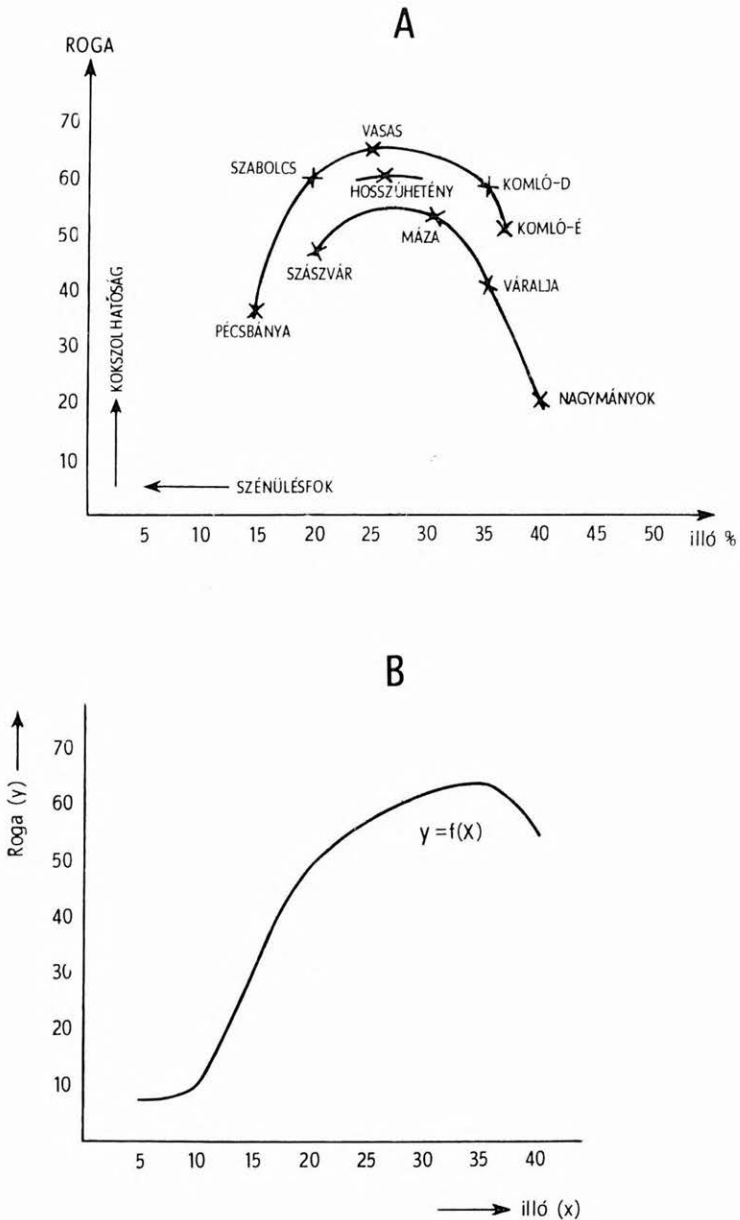 A
ROGA
70
VASAS
SZABOLCS
60
KOMLÓ-D
HOSSZÚHETÉNY
50
KOMLÓ-É
MÁZA
SZÁSZVÁR
40
VÁRALJA
PÉCSBÁNYA
30
KOKSZOLHATÓSÁG
20
NAGYMÁNYOK
10
SZÉNÜLÉSFOK
5 10 15 20 25 30 35 40 45 50 illó %
B
Roga (y)
70
60
y = f(X)
50
40
30
20
10
5 10 15 20 25 30 35 40
illó (x)